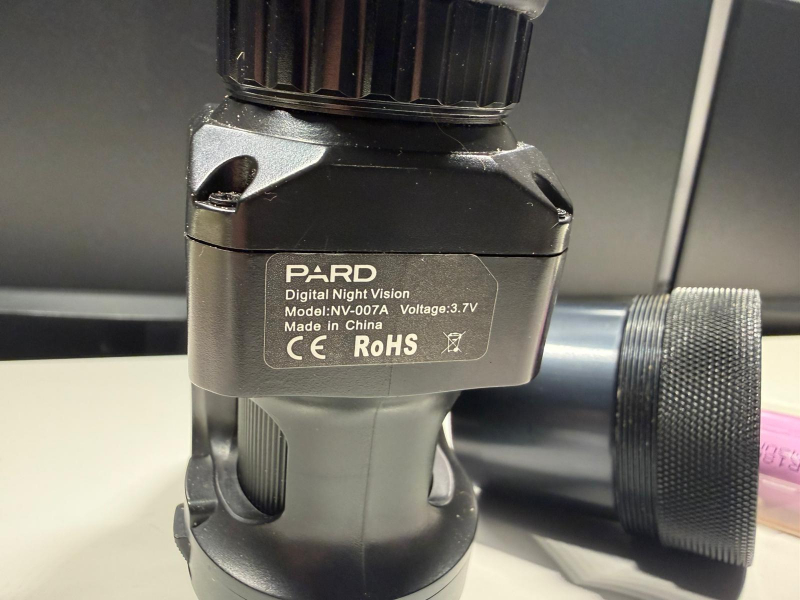 PARD
Digital Night Vision
Model:NV-007A Voltage:3.7V
Made in China
CE RoHS